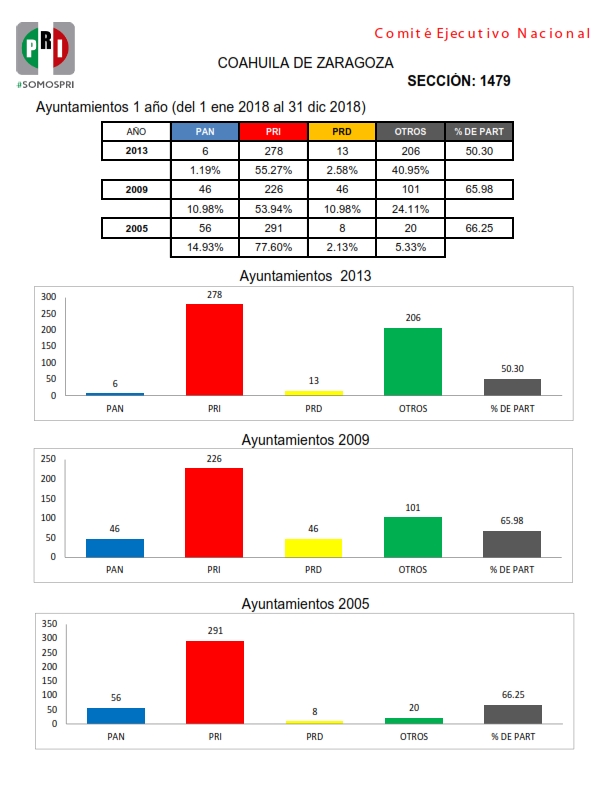 PRI
#SOMOSPRI
Comité Ejecutivo Nacional
COAHUILA DE ZARAGOZA
SECCIÓN: 1479
Ayuntamientos 1 año (del 1 ene 2018 al 31 dic 2018)
AÑO PAN PRI PRD OTROS % DE PART
2013 6 278 13 206 50.30
1.19% 55.27% 2.58% 40.95%
2009 46 226 46 101 65.98
10.98% 53.94% 10.98% 24.11%
2005 56 291 8 20 66.25
14.93% 77.60% 2.13% 5.33%
Ayuntamientos 2013
300
250
200
150
100
50
0
6 278 13 206 50.30
PAN PRI PRD OTROS % DE PART
Ayuntamientos 2009
250
200
150
100
50
0
46 226 46 101 65.98
PAN PRI PRD OTROS % DE PART
Ayuntamientos 2005
350
300
250
200
150
100
50
0
56 291 8 20 66.25
PAN PRI PRD OTROS % DE PART